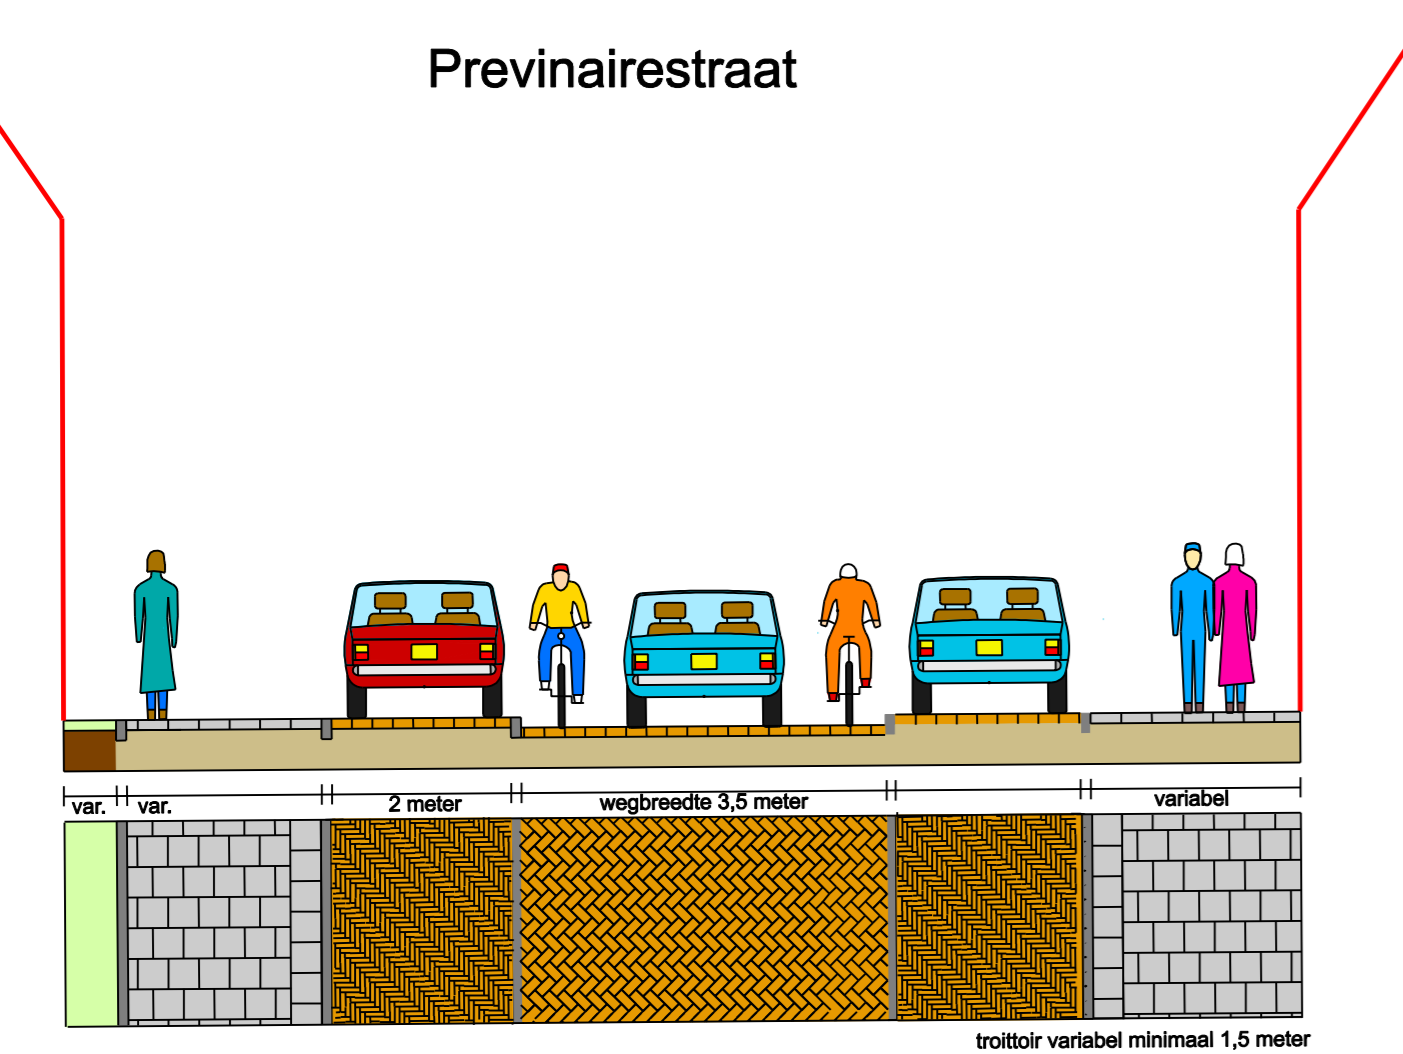 Previnairestraat
var.
var.
2 meter
wegbreedte 3,5 meter
variabel
troittoir variabel minimaal 1,5 meter